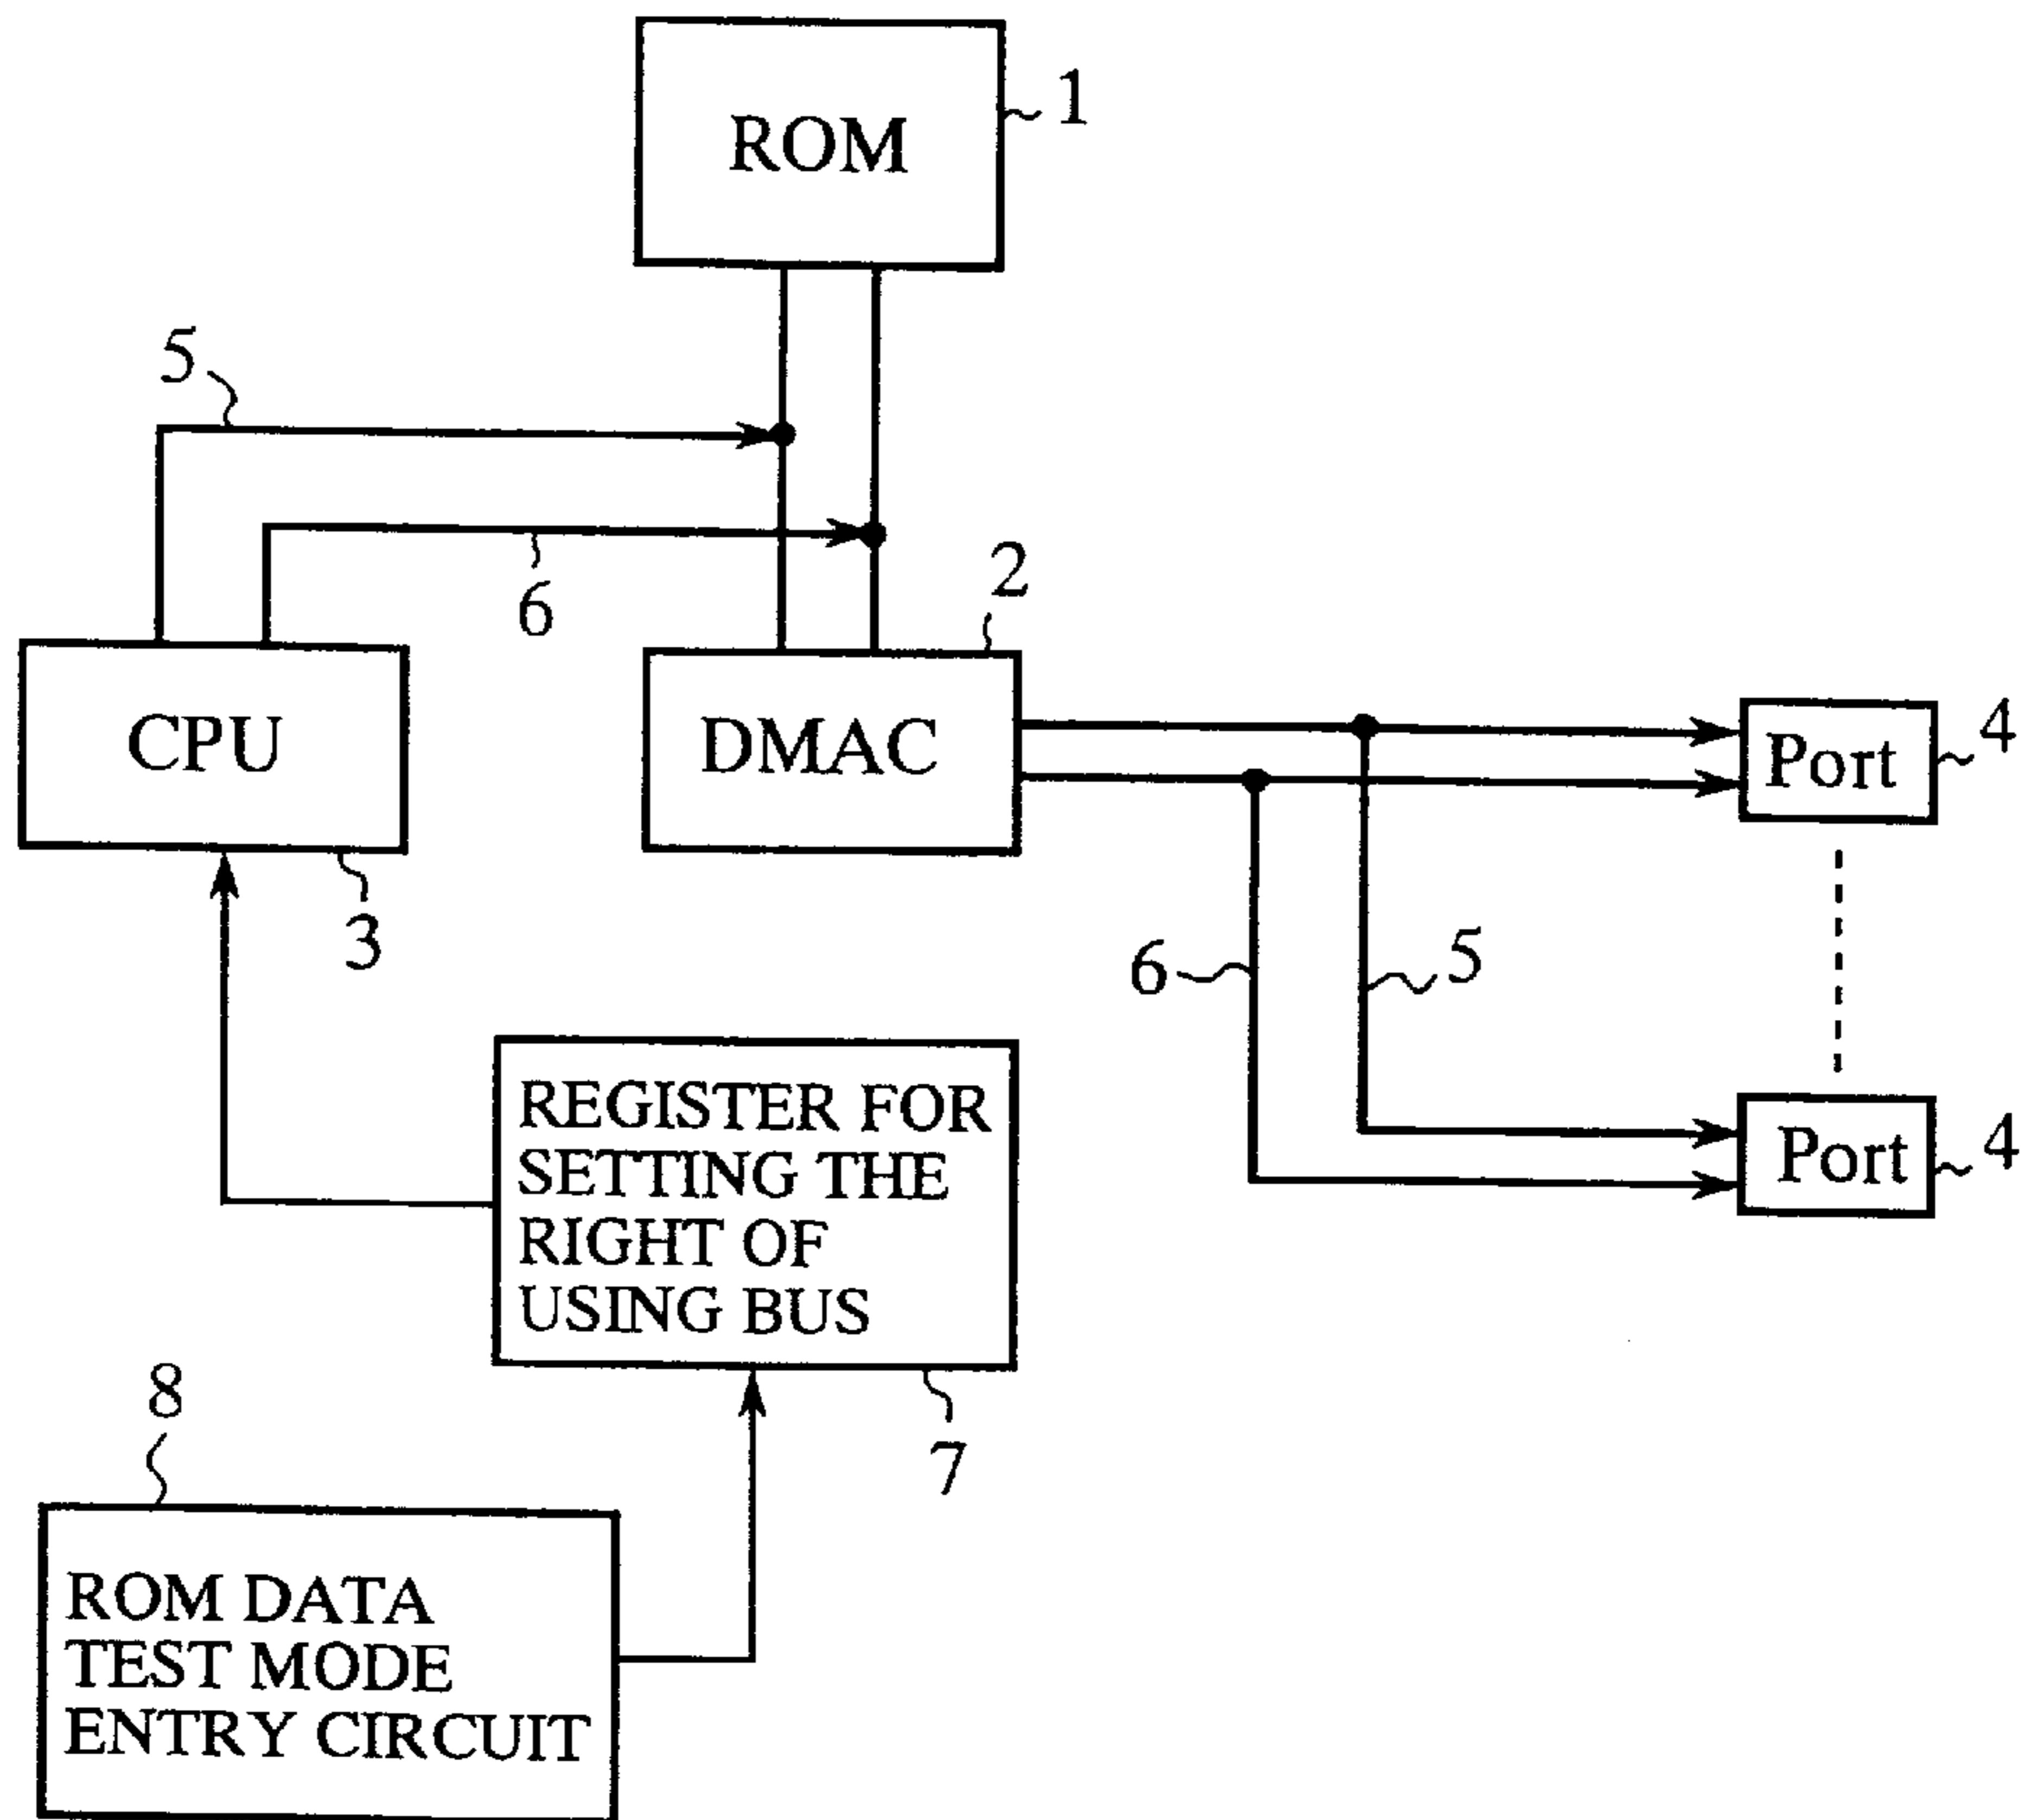 ROM
1
5
6
2
CPU
DMAC
Port
4
3
6
5
REGISTER FOR
SETTING THE
RIGHT OF
USING BUS
Port
4
7
8
ROM DATA
TEST MODE
ENTRY CIRCUIT